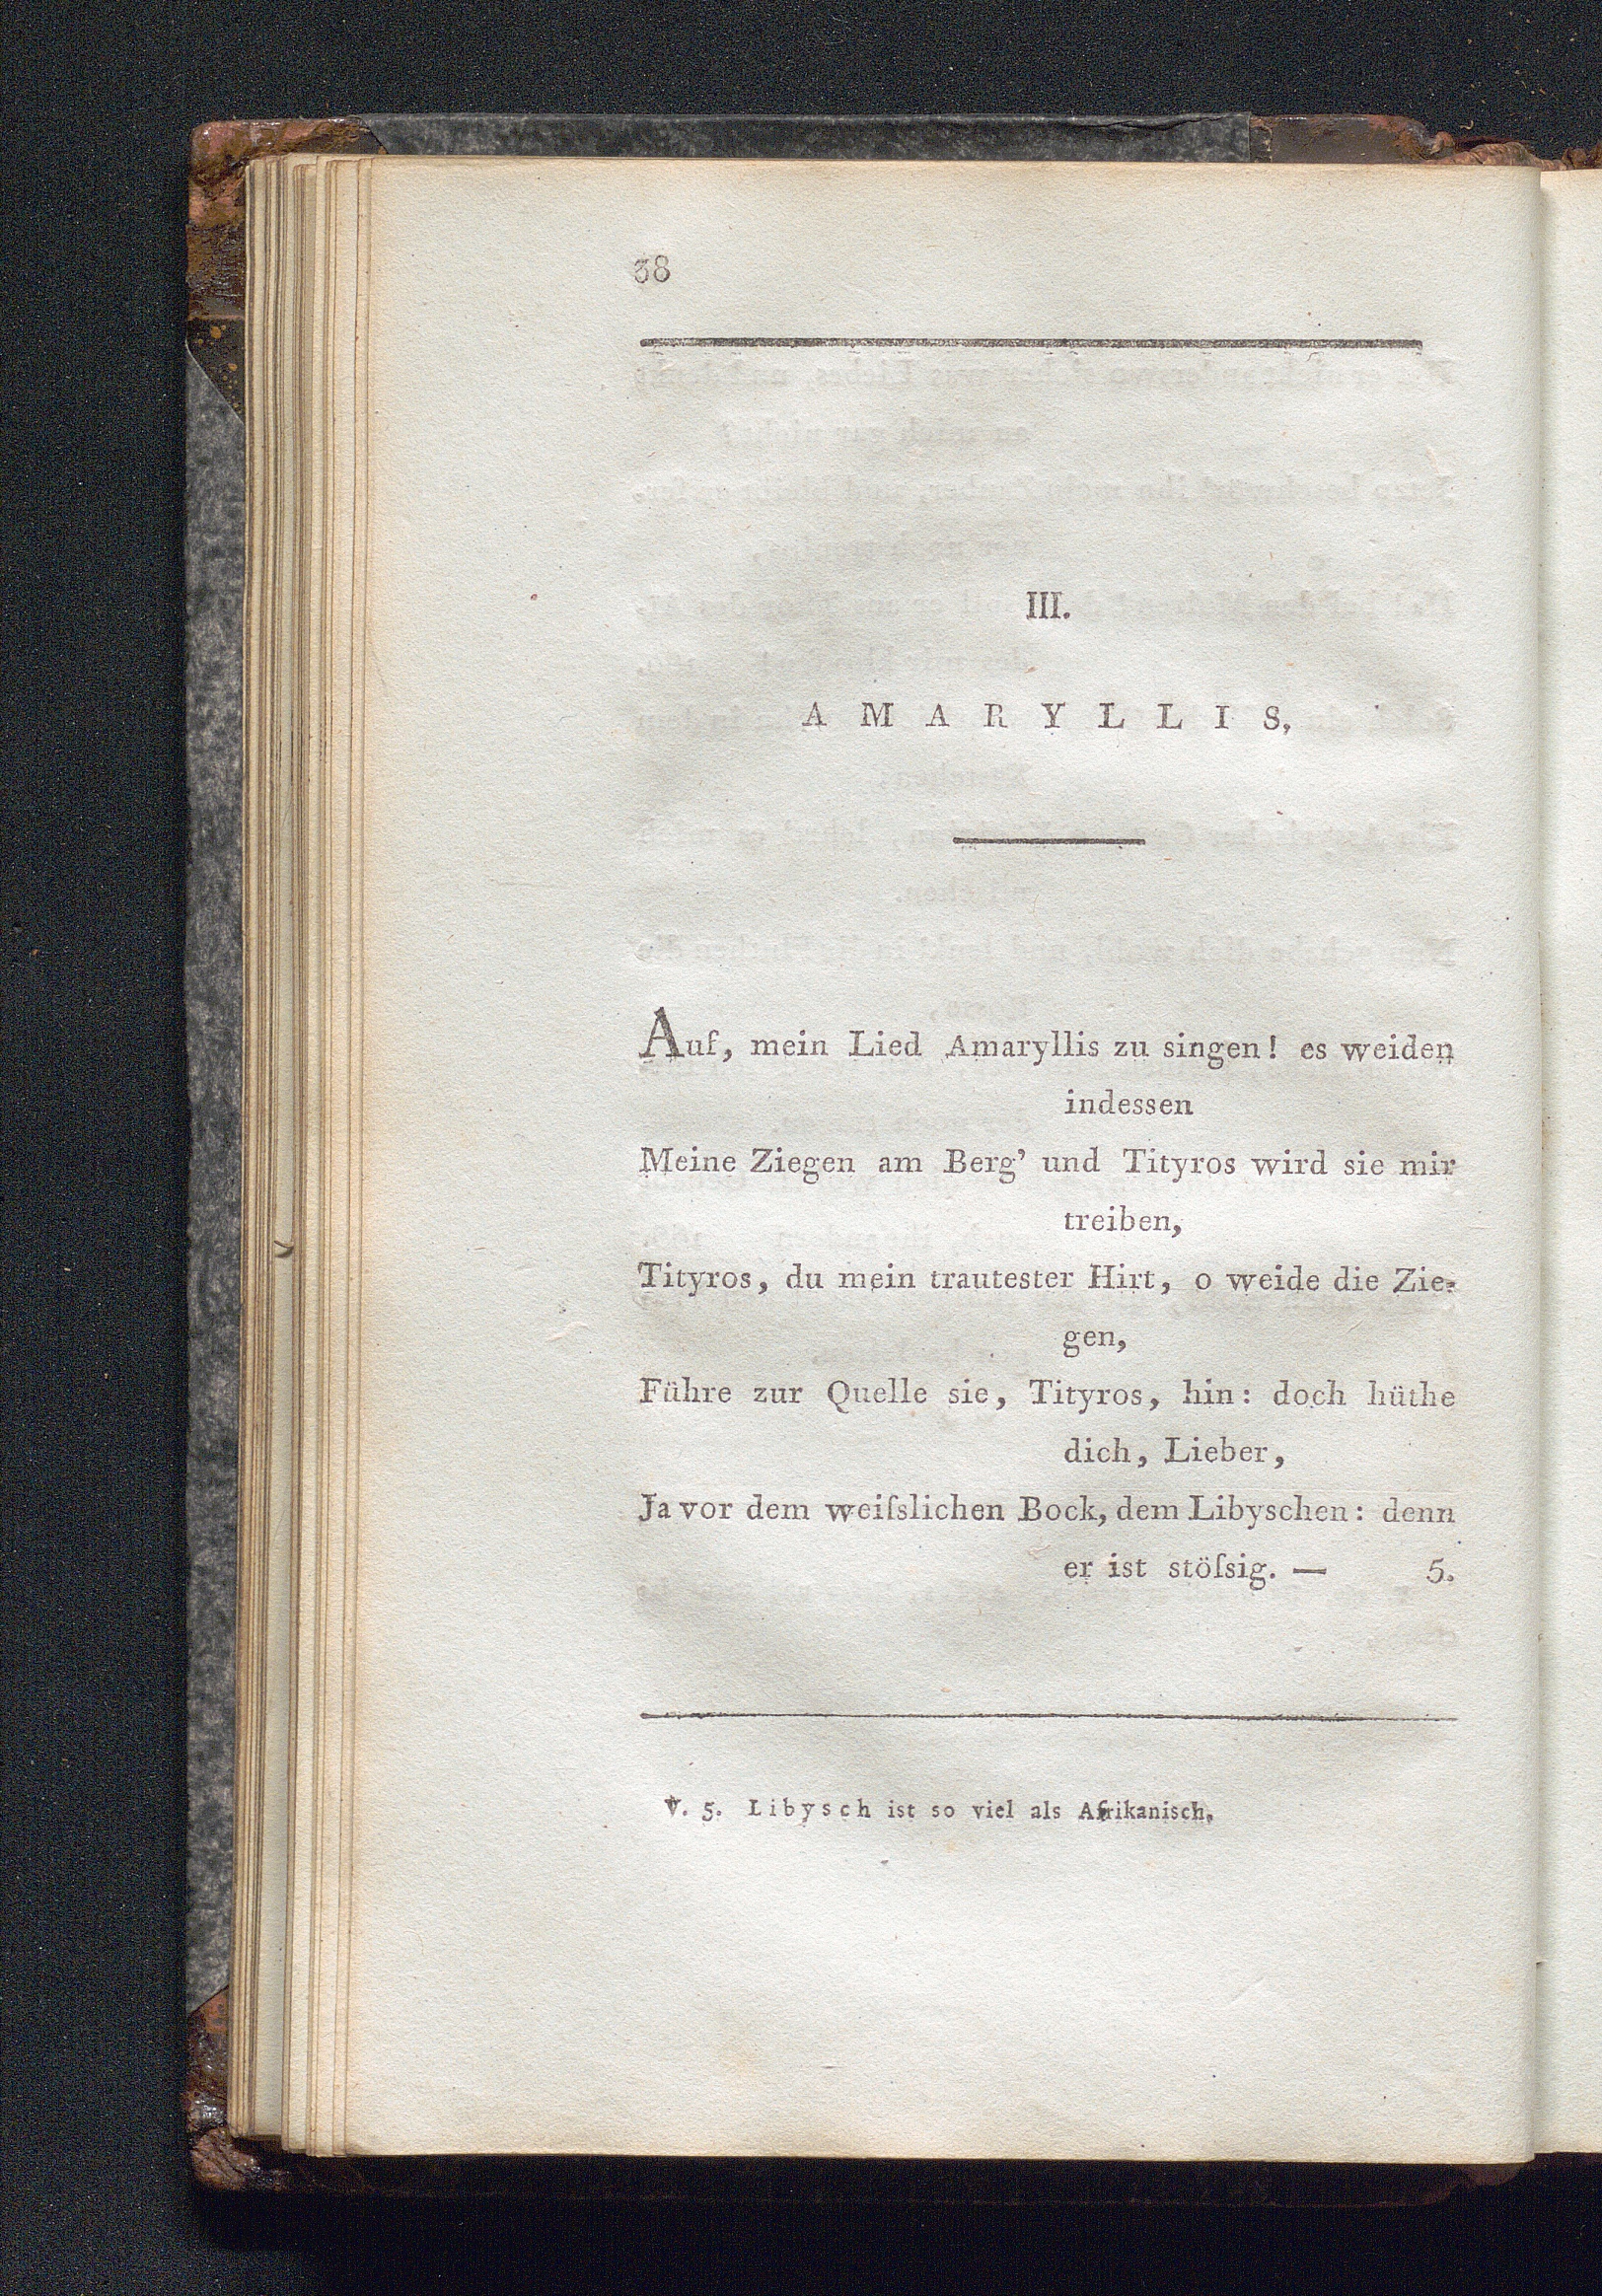 38
III.
AMARYLLIS.
Auf, mein Lied Amaryllis zu singen! es weiden
indessen
Meine Ziegen am Berg’ und Tityros wird sie mir
treiben,
Tityros, du mein trautester Hirt, o weide die Zie-
gen,
Führe zur Quelle sie, Tityros, hin: doch hüthe
dich, Lieber,
Ja vor dem weiſslichen Bock, dem Libyschen: denn
er ist stöſsig. — 5.
V. 5. Libysch ist so viel als Afrikanisch.